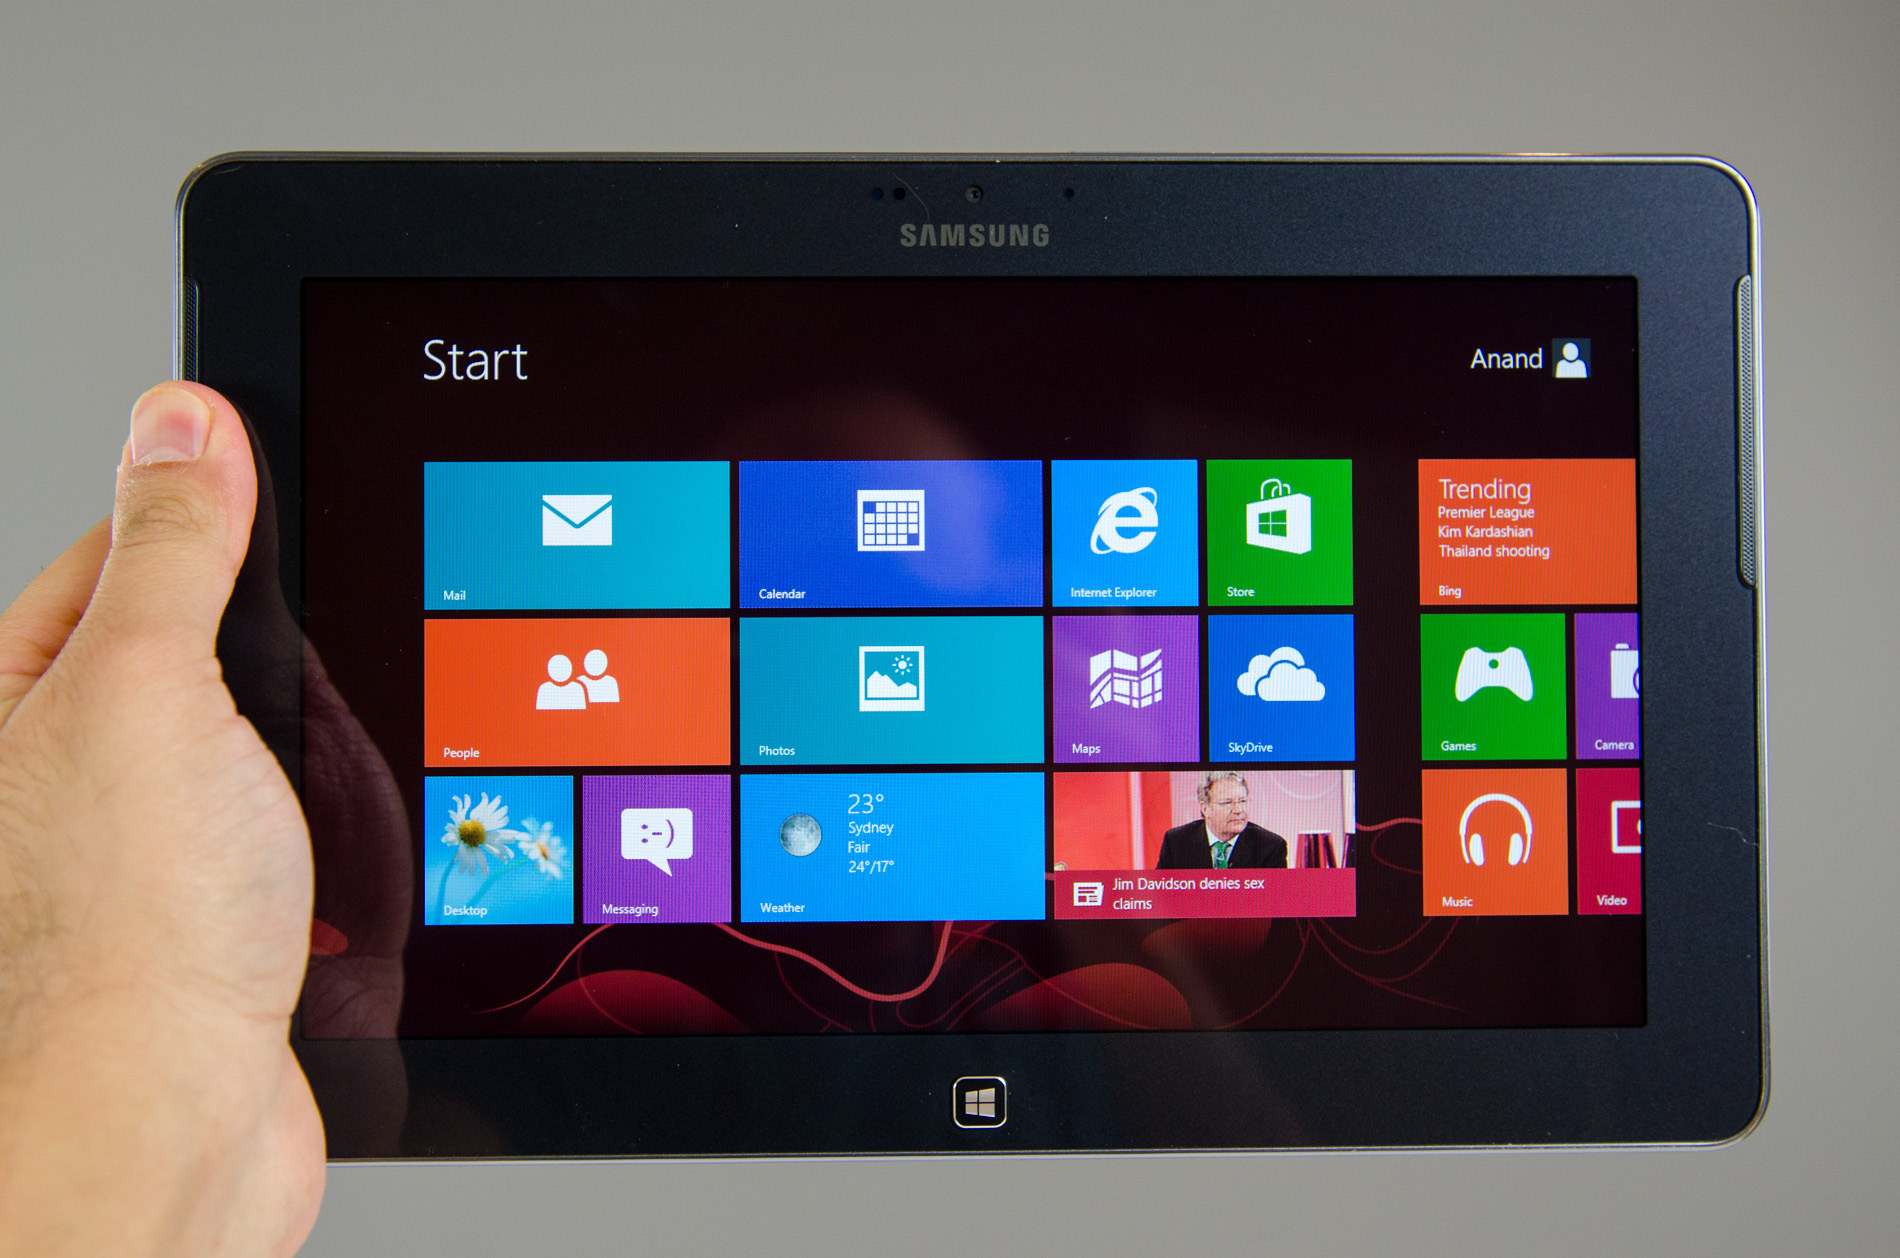 SAMSUNG
Start
Anand
Mail
Calendar
Internet Explorer
Store
Trending
Premier League
Kim Kardashian
Thailand shooting
Bing
People
Photos
Maps
SkyDrive
Games
Camera
Desktop
Messaging
23°
Sydney
Fair
24°/17°
Weather
Jim Davidson denies sex
claims
Music
Video